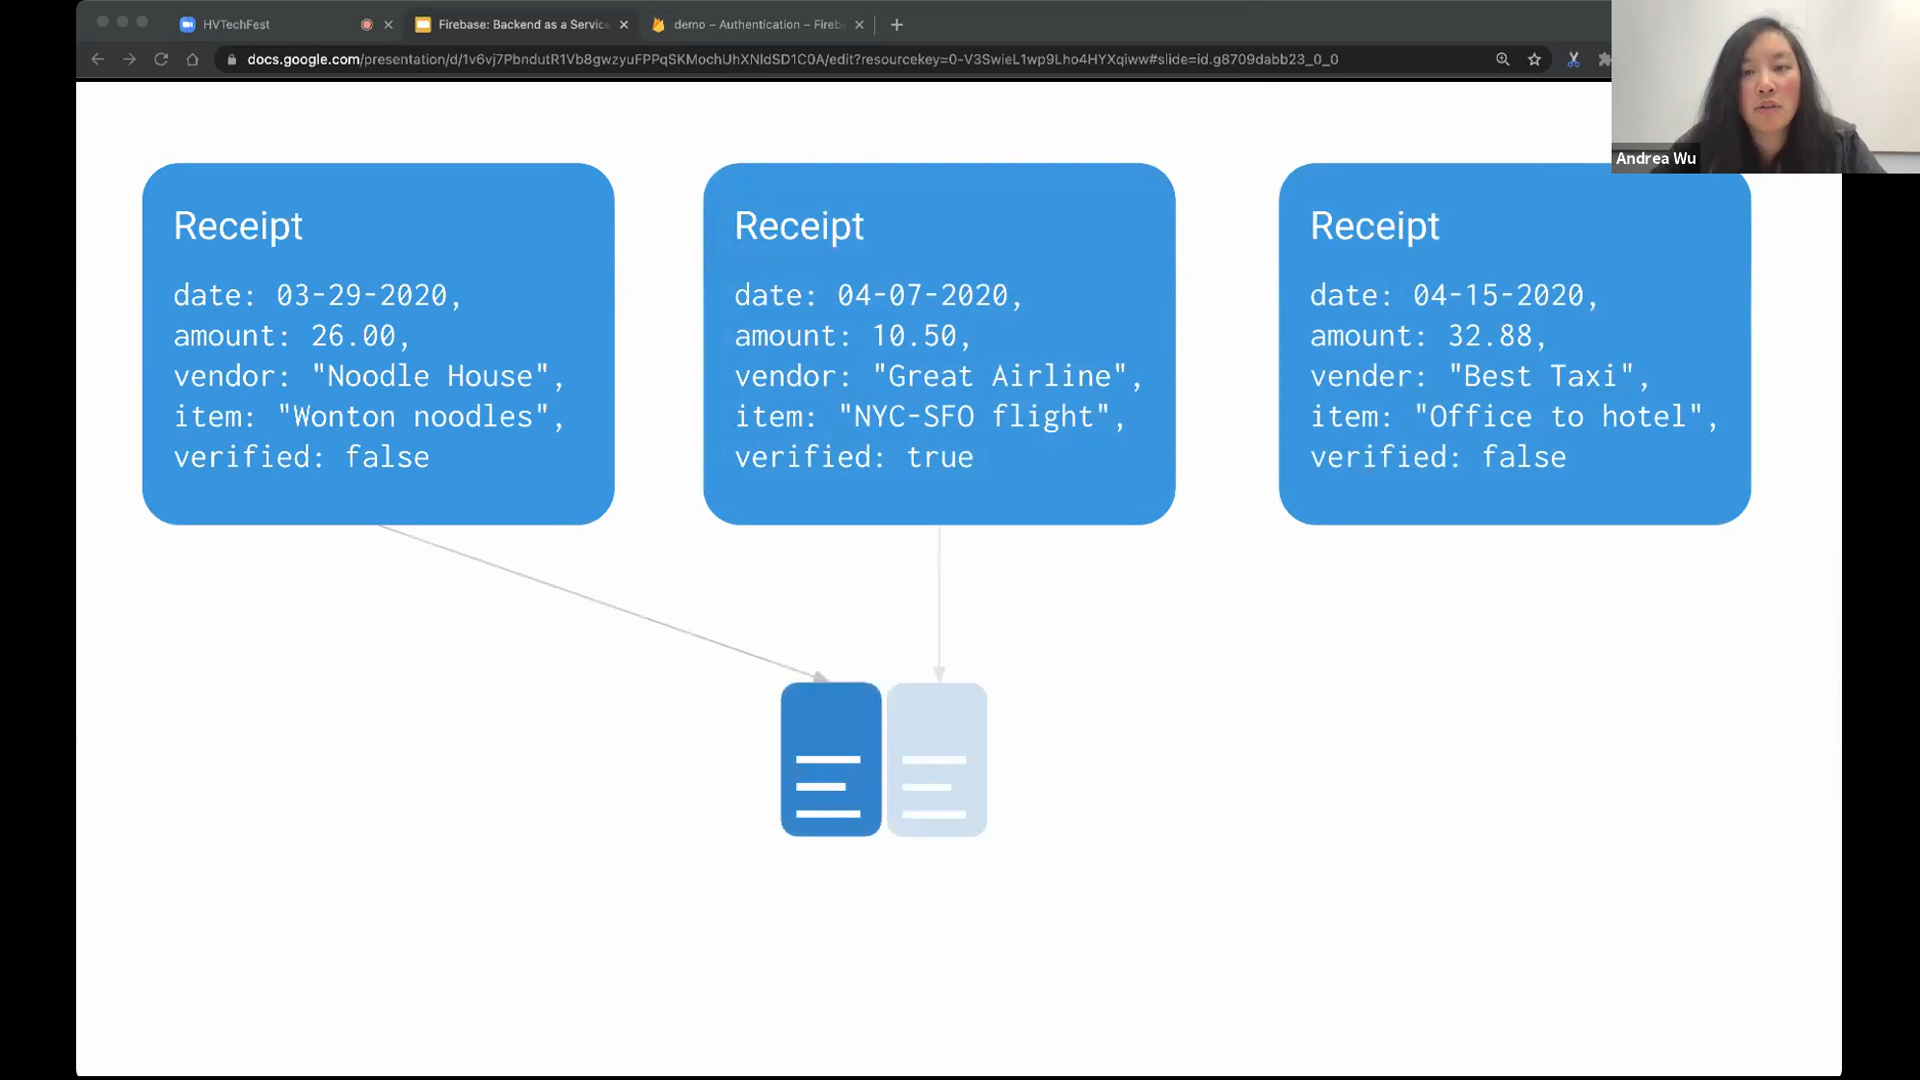 HVTechFest
Firebase: Backend as a Service
demo – Authentication – Fireb
docs.google.com/presentation/d/1v6vj7PbndutR1Vb8gwzyuFPPqSKMochUhXNldSD1C0A/edit?resourcekey=0-V3SwieL1wp9Lho4HYXqiww#slide=id.g8709dabb23_0_0
Andrea Wu
Receipt
date: 03-29-2020,
amount: 26.00,
vendor: "Noodle House",
item: "Wonton noodles",
verified: false
Receipt
date: 04-07-2020,
amount: 10.50,
vendor: "Great Airline",
item: "NYC-SFO flight",
verified: true
Receipt
date: 04-15-2020,
amount: 32.88,
vender: "Best Taxi",
item: "Office to hotel",
verified: false